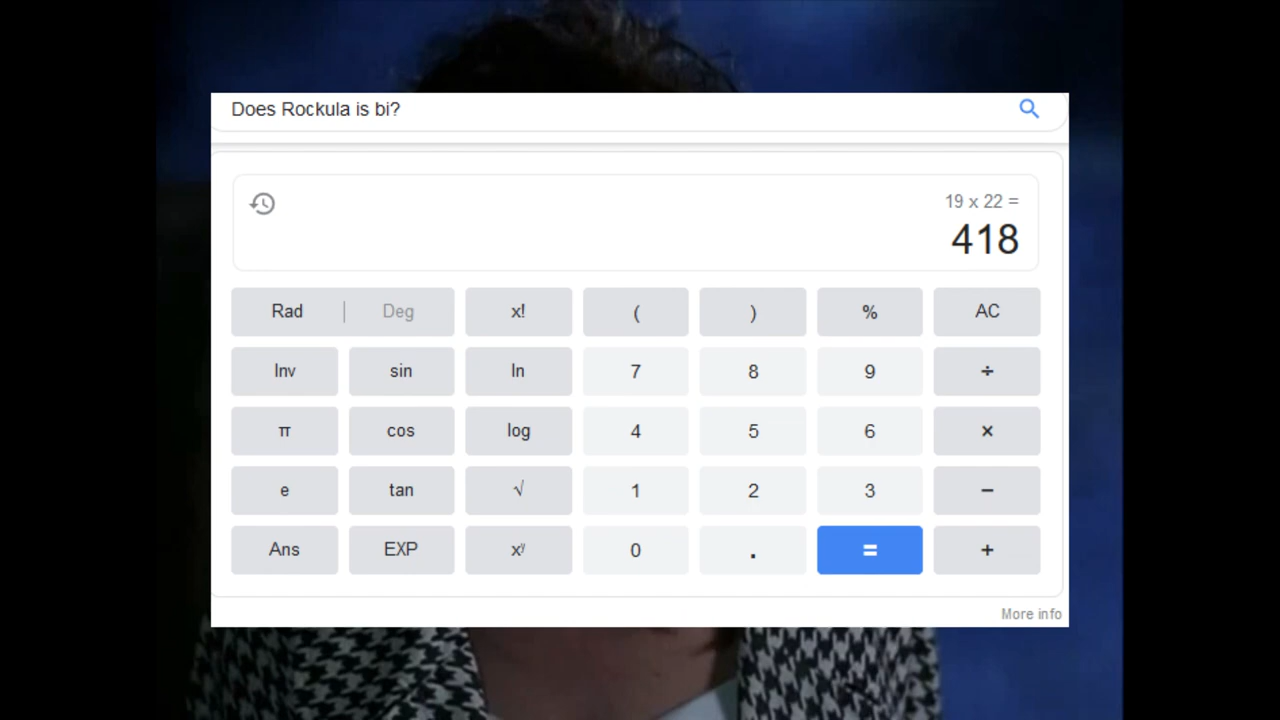 Does Rockula is bi?
19 x 22 =
418
Rad | Deg x! ( ) % AC
Inv sin ln 7 8 9 ÷
π cos log 4 5 6 ×
e tan √ 1 2 3 −
Ans EXP xʸ 0 . = +
More info